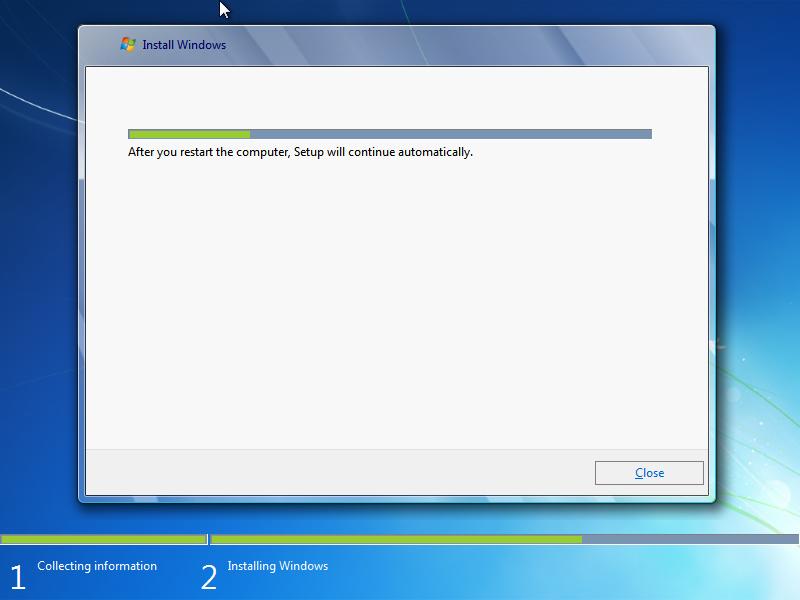 Install Windows
After you restart the computer, Setup will continue automatically.
Close
1 Collecting information
2 Installing Windows